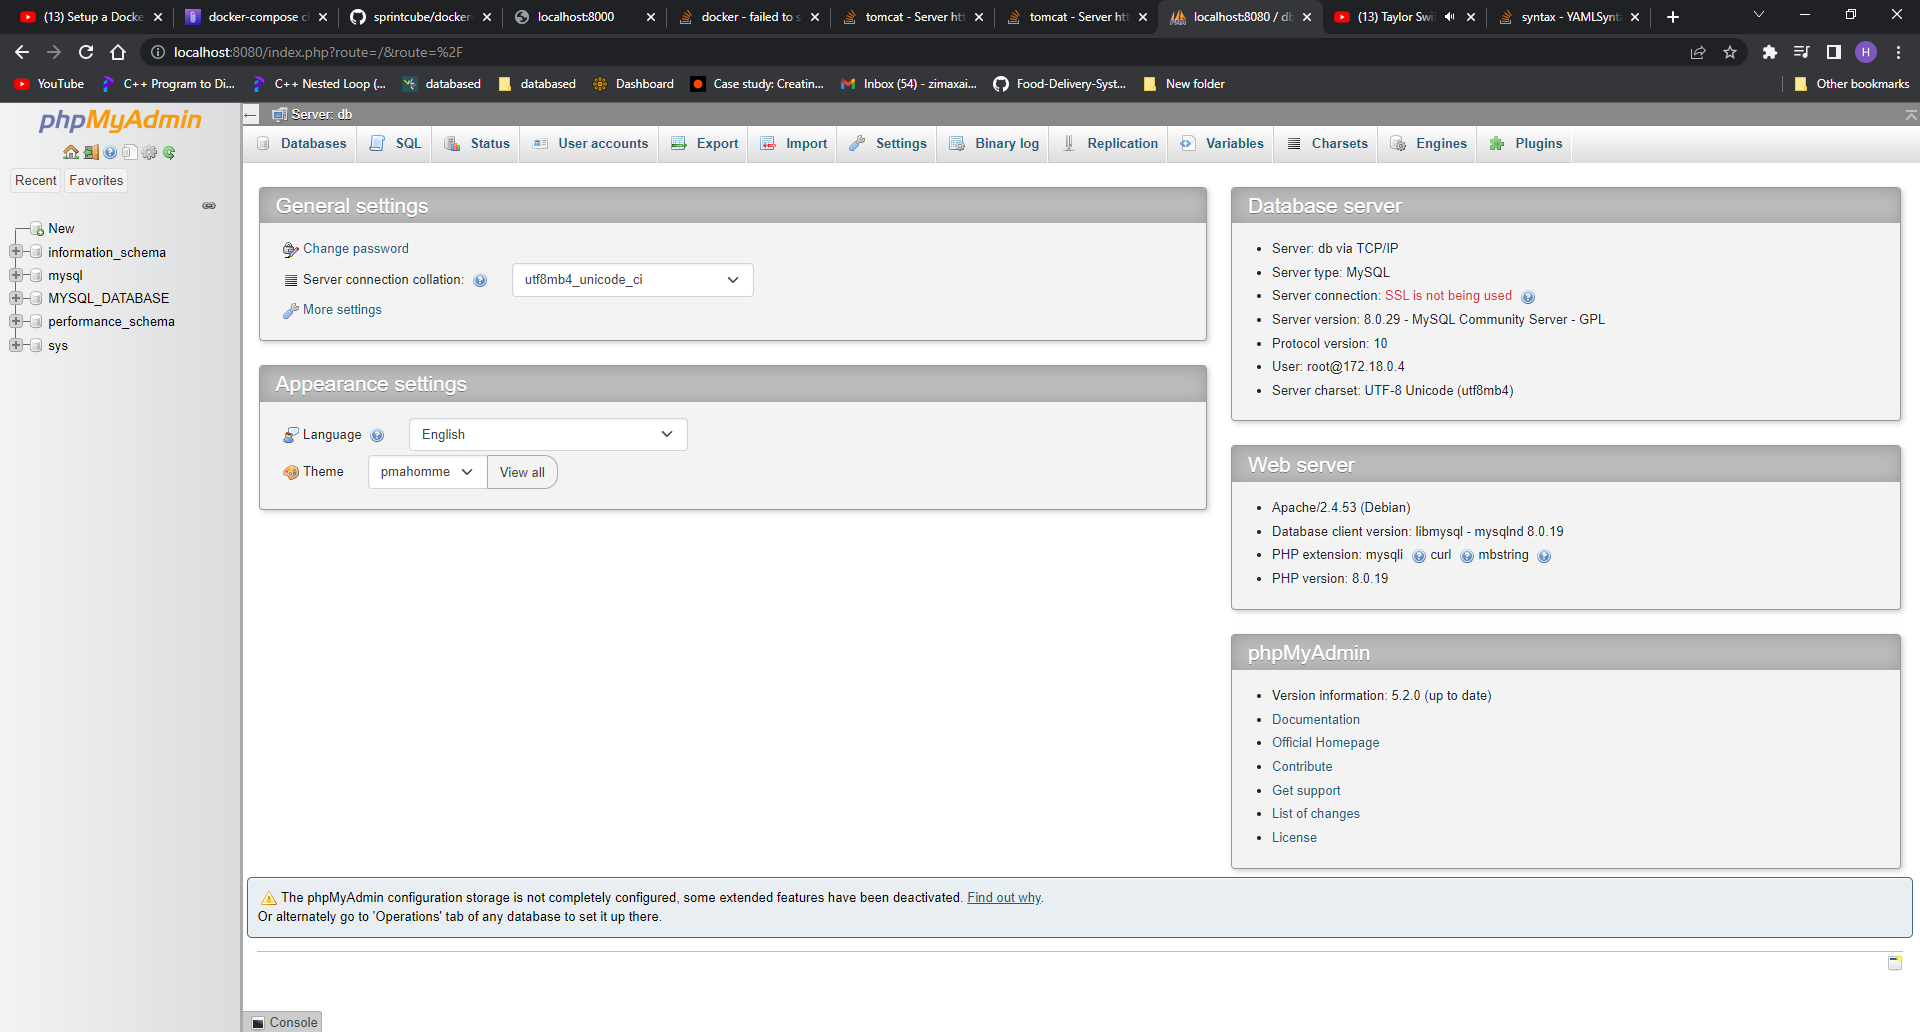 (13) Setup a Docke
docker-compose c
sprintcube/docker-
localhost:8000
docker - failed to s
tomcat - Server htt
tomcat - Server htt
localhost:8080 / db
(13) Taylor Swi
syntax - YAMLSynt
localhost:8080/index.php?route=/&route=%2F
H
YouTube
C++ Program to Di...
C++ Nested Loop (...
databased
databased
Dashboard
Case study: Creatin...
Inbox (54) - zimaxai...
Food-Delivery-Syst...
New folder
Other bookmarks
phpMyAdmin
Recent
Favorites
New
information_schema
mysql
MYSQL_DATABASE
performance_schema
sys
Server: db
Databases
SQL
Status
User accounts
Export
Import
Settings
Binary log
Replication
Variables
Charsets
Engines
Plugins
General settings
Change password
Server connection collation:
utf8mb4_unicode_ci
More settings
Appearance settings
Language
English
Theme
pmahomme
View all
Database server
Server: db via TCP/IP
Server type: MySQL
Server connection: SSL is not being used
Server version: 8.0.29 - MySQL Community Server - GPL
Protocol version: 10
User: root@172.18.0.4
Server charset: UTF-8 Unicode (utf8mb4)
Web server
Apache/2.4.53 (Debian)
Database client version: libmysql - mysqlnd 8.0.19
PHP extension: mysqli curl mbstring
PHP version: 8.0.19
phpMyAdmin
Version information: 5.2.0 (up to date)
Documentation
Official Homepage
Contribute
Get support
List of changes
License
The phpMyAdmin configuration storage is not completely configured, some extended features have been deactivated. Find out why.
Or alternately go to 'Operations' tab of any database to set it up there.
Console